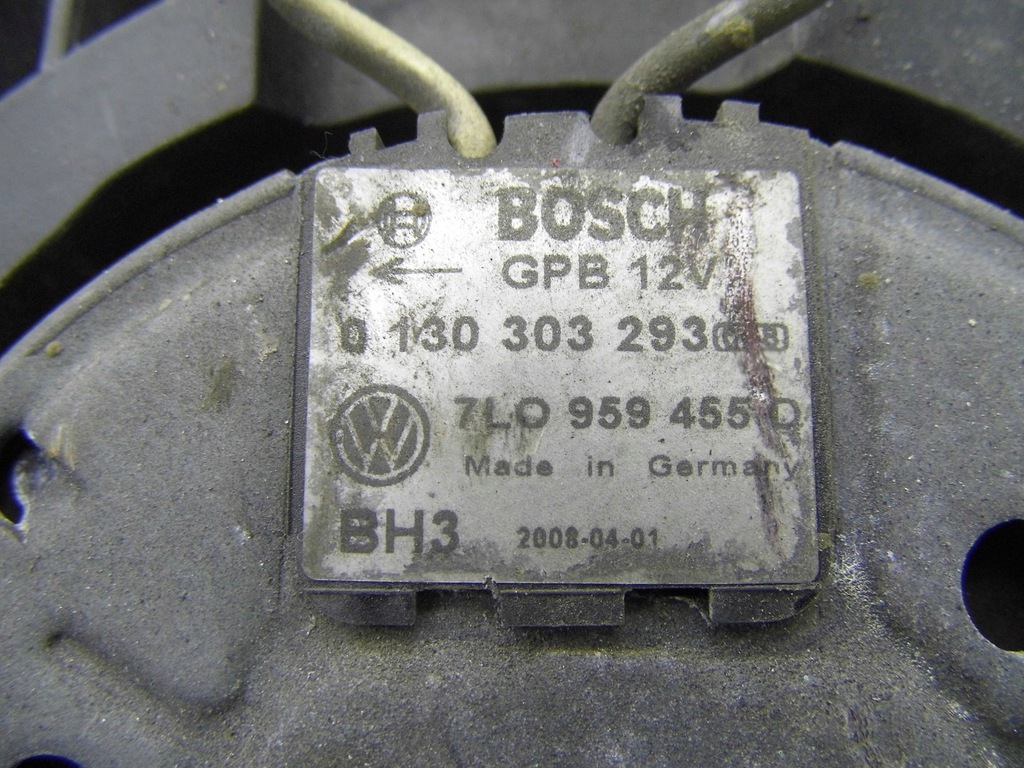 BOSCH
GPB 12V
0 130 303 293
7L0 959 455 D
Made in Germany
BH3 2008-04-01